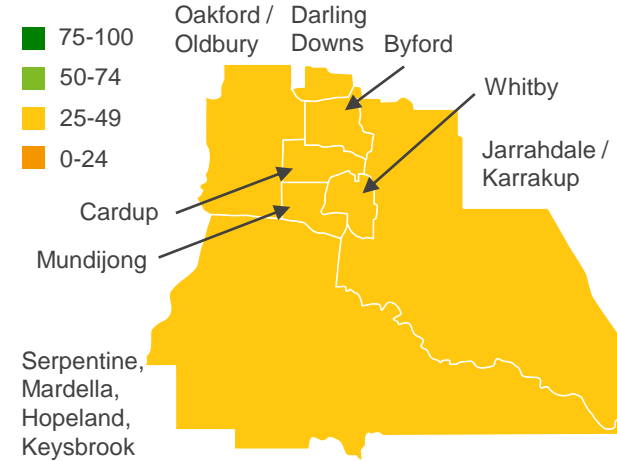 75-100
50-74
25-49
0-24
Oakford /
Oldbury
Darling
Downs
Byford
Whitby
Jarrahdale /
Karrakup
Cardup
Mundijong
Serpentine,
Mardella,
Hopeland,
Keysbrook